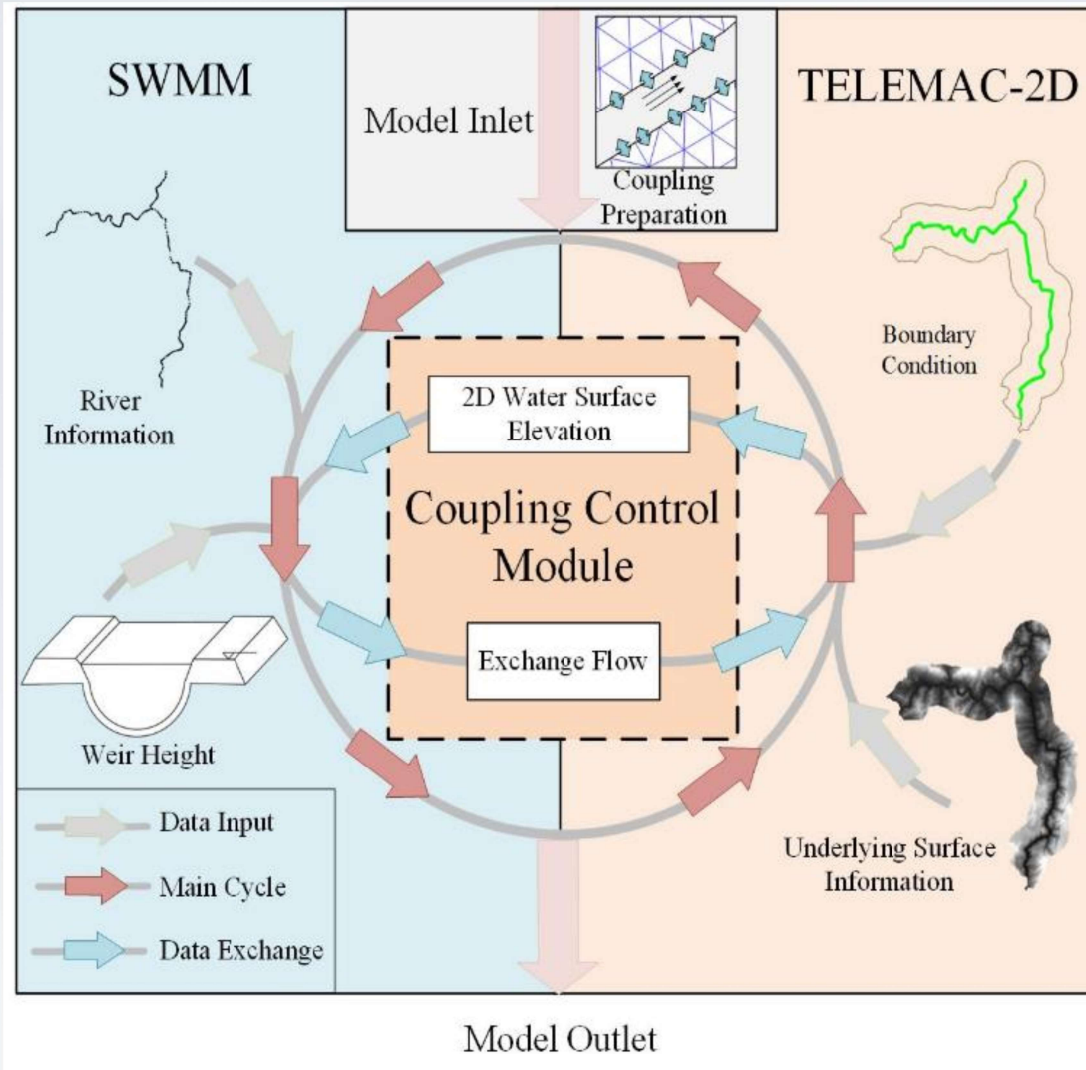 SWMM
Model Inlet
Coupling
Preparation
TELEMAC-2D
River
Information
Boundary
Condition
2D Water Surface
Elevation
Coupling Control
Module
Exchange Flow
Weir Height
Underlying Surface
Information
Data Input
Main Cycle
Data Exchange
Model Outlet